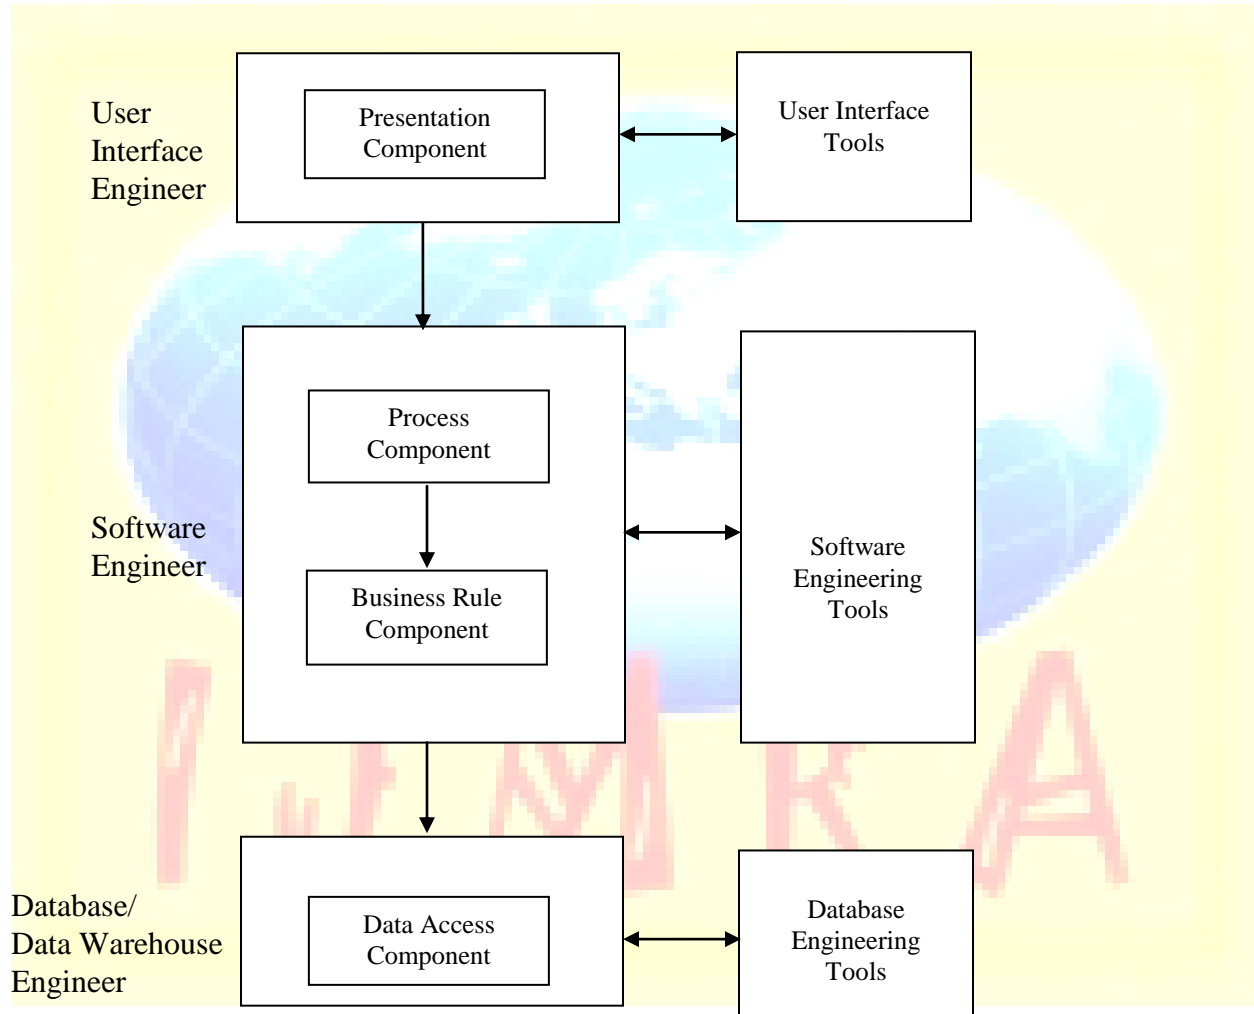 User
Interface
Engineer
Presentation
Component
User Interface
Tools
Software
Engineer
Process
Component
Business Rule
Component
Software
Engineering
Tools
IJMRA
Database/
Data Warehouse
Engineer
Data Access
Component
Database
Engineering
Tools